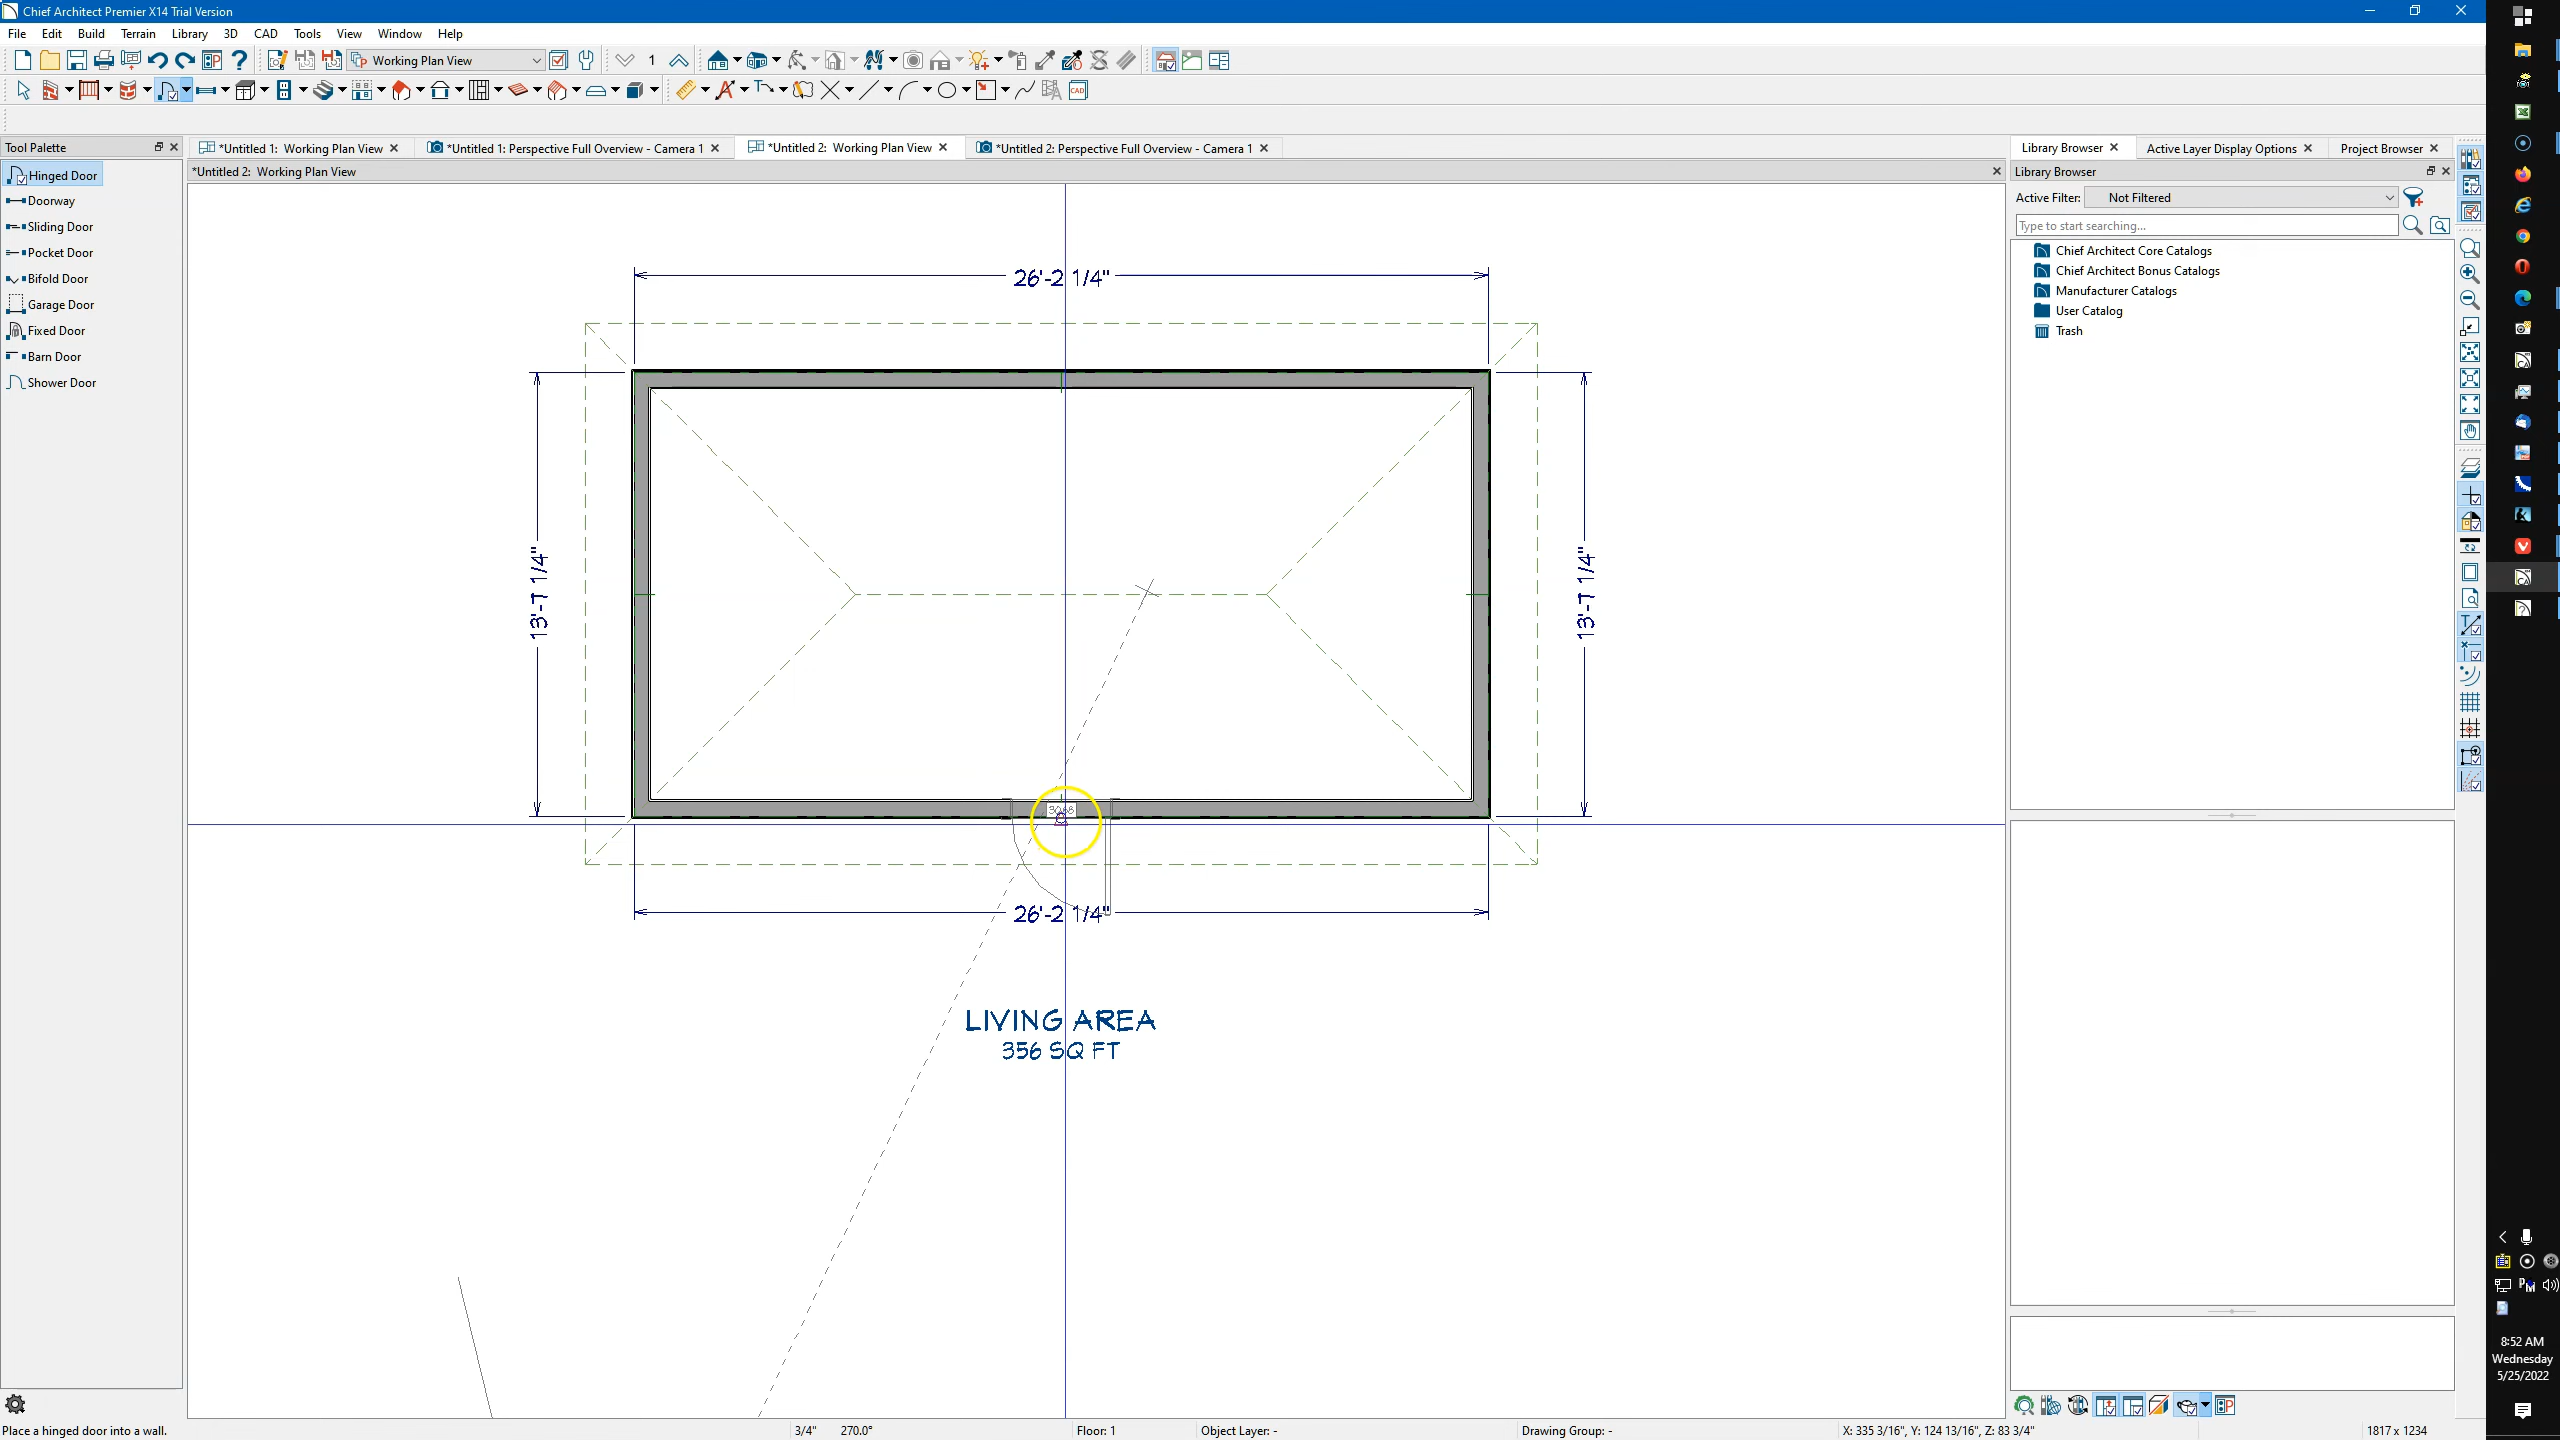 Chief Architect Premier X14 Trial Version
File Edit Build Terrain Library 3D CAD Tools View Window Help
Working Plan View 1
CAD
Tool Palette
*Untitled 1: Working Plan View *Untitled 1: Perspective Full Overview - Camera 1 *Untitled 2: Working Plan View *Untitled 2: Perspective Full Overview - Camera 1
Library Browser Active Layer Display Options Project Browser
*Untitled 2: Working Plan View
Library Browser
Hinged Door
Doorway
Sliding Door
Pocket Door
Bifold Door
Garage Door
Fixed Door
Barn Door
Shower Door
Active Filter: Not Filtered
Type to start searching...
Chief Architect Core Catalogs
Chief Architect Bonus Catalogs
Manufacturer Catalogs
User Catalog
Trash
26'-2 1/4"
13'-7 1/4"
13'-7 1/4"
26'-2 1/4"
LIVING AREA
356 SQ FT
8:52 AM
Wednesday
5/25/2022
Place a hinged door into a wall. 3/4" 270.0° Floor: 1 Object Layer: - Drawing Group: - X: 335 3/16", Y: 124 13/16", Z: 83 3/4" 1817 x 1234